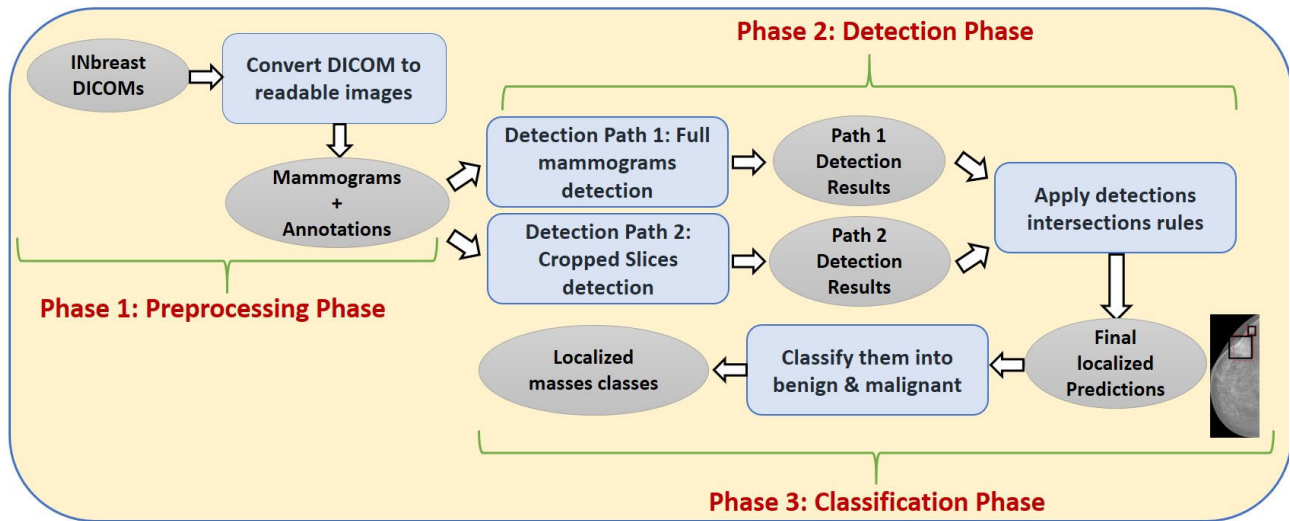 Phase 2: Detection Phase
INbreast
DICOMs
Convert DICOM to
readable images
Mammograms
+
Annotations
Phase 1: Preprocessing Phase
Detection Path 1: Full
mammograms
detection
Path 1
Detection
Results
Detection Path 2:
Cropped Slices
detection
Path 2
Detection
Results
Apply detections
intersections rules
Final
localized
Predictions
Classify them into
benign & malignant
Localized
masses classes
Phase 3: Classification Phase